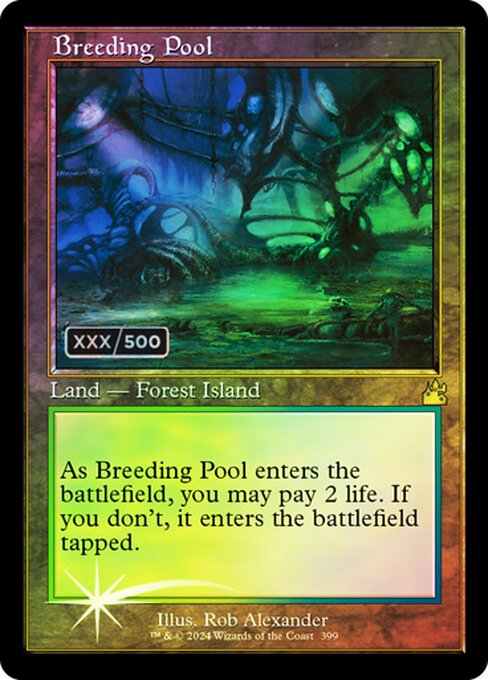 Breeding Pool
XXX/500
Land — Forest Island
As Breeding Pool enters the
battlefield, you may pay 2 life. If
you don't, it enters the battlefield
tapped.
Illus. Rob Alexander
™ & © 2024 Wizards of the Coast 399